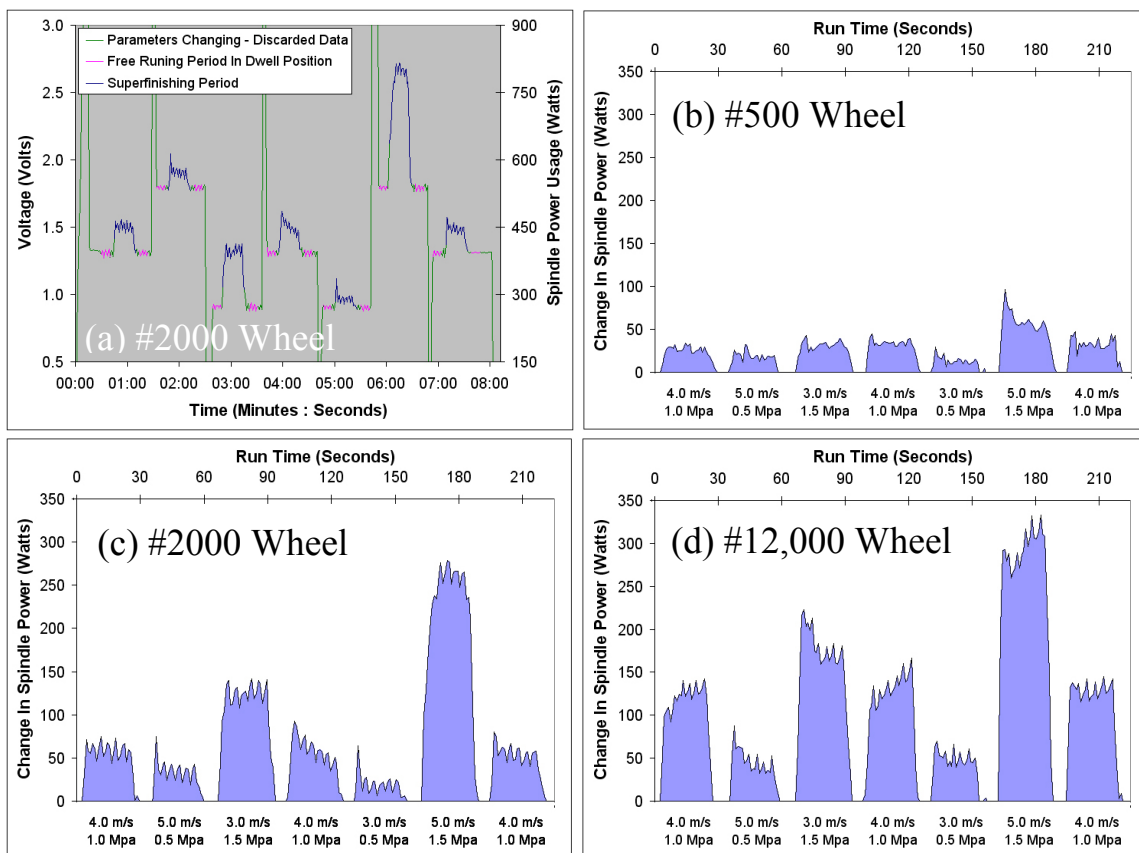 3.0
2.5
2.0
1.5
1.0
0.5
Voltage (Volts)
Parameters Changing - Discarded Data
Free Runing Period In Dwell Position
Superfinishing Period
900
750
600
450
300
150
Spindle Power Usage (Watts)
(a) #2000 Wheel
00:00 01:00 02:00 03:00 04:00 05:00 06:00 07:00 08:00
Time (Minutes : Seconds)
Run Time (Seconds)
0 30 60 90 120 150 180 210
350
300
250
200
150
100
50
0
Change In Spindle Power (Watts)
(b) #500 Wheel
4.0 m/s 5.0 m/s 3.0 m/s 4.0 m/s 3.0 m/s 5.0 m/s 4.0 m/s
1.0 Mpa 0.5 Mpa 1.5 Mpa 1.0 Mpa 0.5 Mpa 1.5 Mpa 1.0 Mpa
Run Time (Seconds)
0 30 60 90 120 150 180 210
350
300
250
200
150
100
50
0
Change In Spindle Power (Watts)
(c) #2000 Wheel
4.0 m/s 5.0 m/s 3.0 m/s 4.0 m/s 3.0 m/s 5.0 m/s 4.0 m/s
1.0 Mpa 0.5 Mpa 1.5 Mpa 1.0 Mpa 0.5 Mpa 1.5 Mpa 1.0 Mpa
Run Time (Seconds)
0 30 60 90 120 150 180 210
350
300
250
200
150
100
50
0
Change In Spindle Power (Watts)
(d) #12,000 Wheel
4.0 m/s 5.0 m/s 3.0 m/s 4.0 m/s 3.0 m/s 5.0 m/s 4.0 m/s
1.0 Mpa 0.5 Mpa 1.5 Mpa 1.0 Mpa 0.5 Mpa 1.5 Mpa 1.0 Mpa